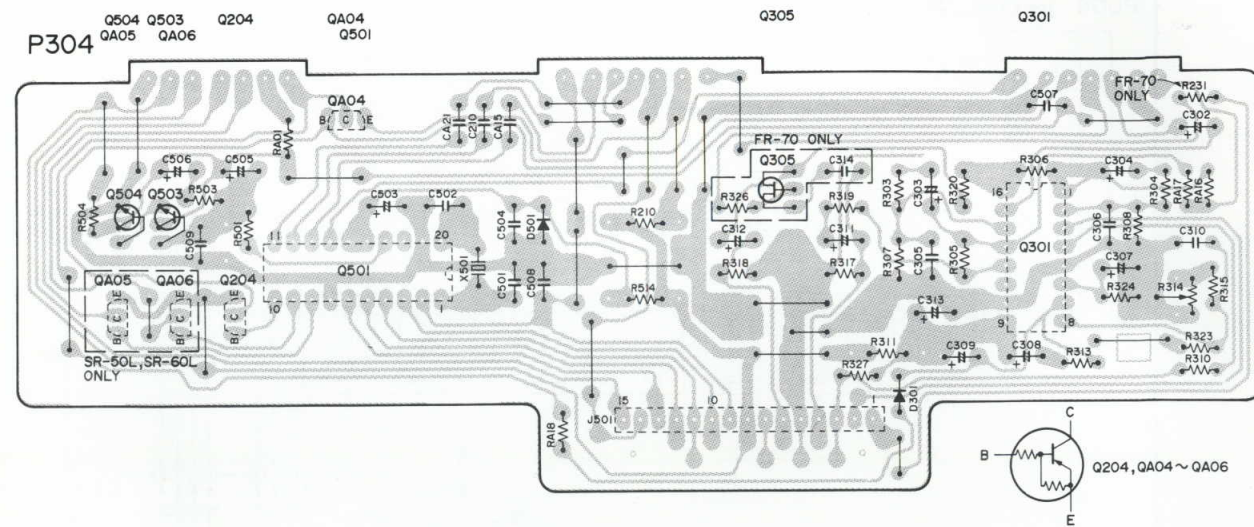 Q504 Q503 Q204 QA04 Q305 Q301
QA05 QA06 Q501
P304
QA04
B C E
RA01
CA21
C210
CA15
C507
FR-70
ONLY
R231
C302
FR-70 ONLY
C506
C505
Q504
Q503
R503
R504
C509
R501
C503
C502
C504
D501
R210
Q305
C314
R326
R319
R303
C303
R320
R306
C304
R304
RA17
RA16
16
1
11
20
Q501
10
1
X501
C501
C508
C312
C311
R318
R317
R307
C305
R305
Q301
C306
R308
C310
C307
R324
R314
R315
QA05
QA06
Q204
E
C
B
E
C
B
E
C
B
R514
C313
9
8
SR-50L,SR-60L
ONLY
R311
C309
C308
R313
R323
R310
R327
D301
J501
15
10
1
RA18
C
B
E
Q204, QA04~QA06